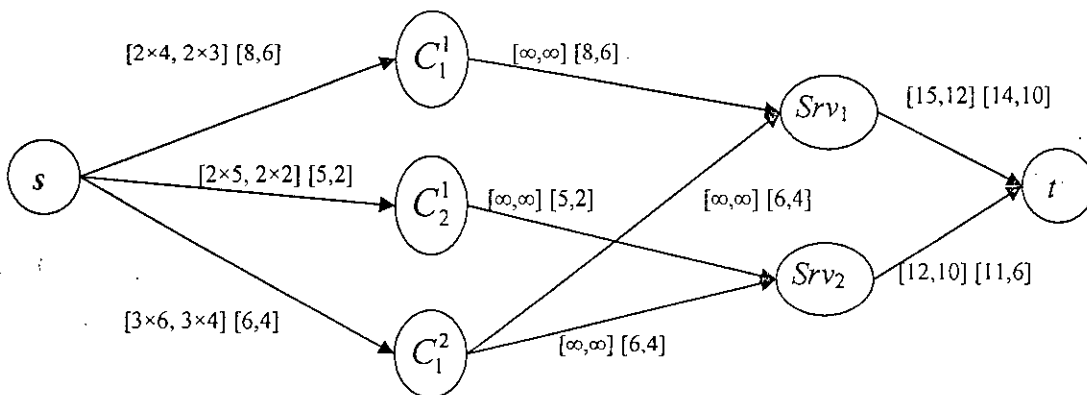 [2×4, 2×3] [8,6]
C₁¹
[∞,∞] [8,6]
Srv₁
[15,12] [14,10]
s
[2×5, 2×2] [5,2]
C₂¹
[∞,∞] [5,2]
[∞,∞] [6,4]
t
Srv₂
[12,10] [11,6]
[3×6, 3×4] [6,4]
C₁²
[∞,∞] [6,4]